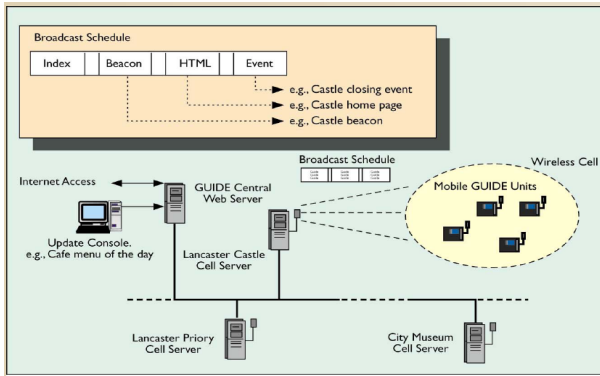 Broadcast Schedule
Index
Beacon
HTML
Event
e.g., Castle closing event
e.g., Castle home page
e.g., Castle beacon
Broadcast Schedule
Wireless Cell
Internet Access
GUIDE Central
Web Server
Mobile GUIDE Units
Update Console.
e.g., Cafe menu of the day
Lancaster Castle
Cell Server
Lancaster Priory
Cell Server
City Museum
Cell Server